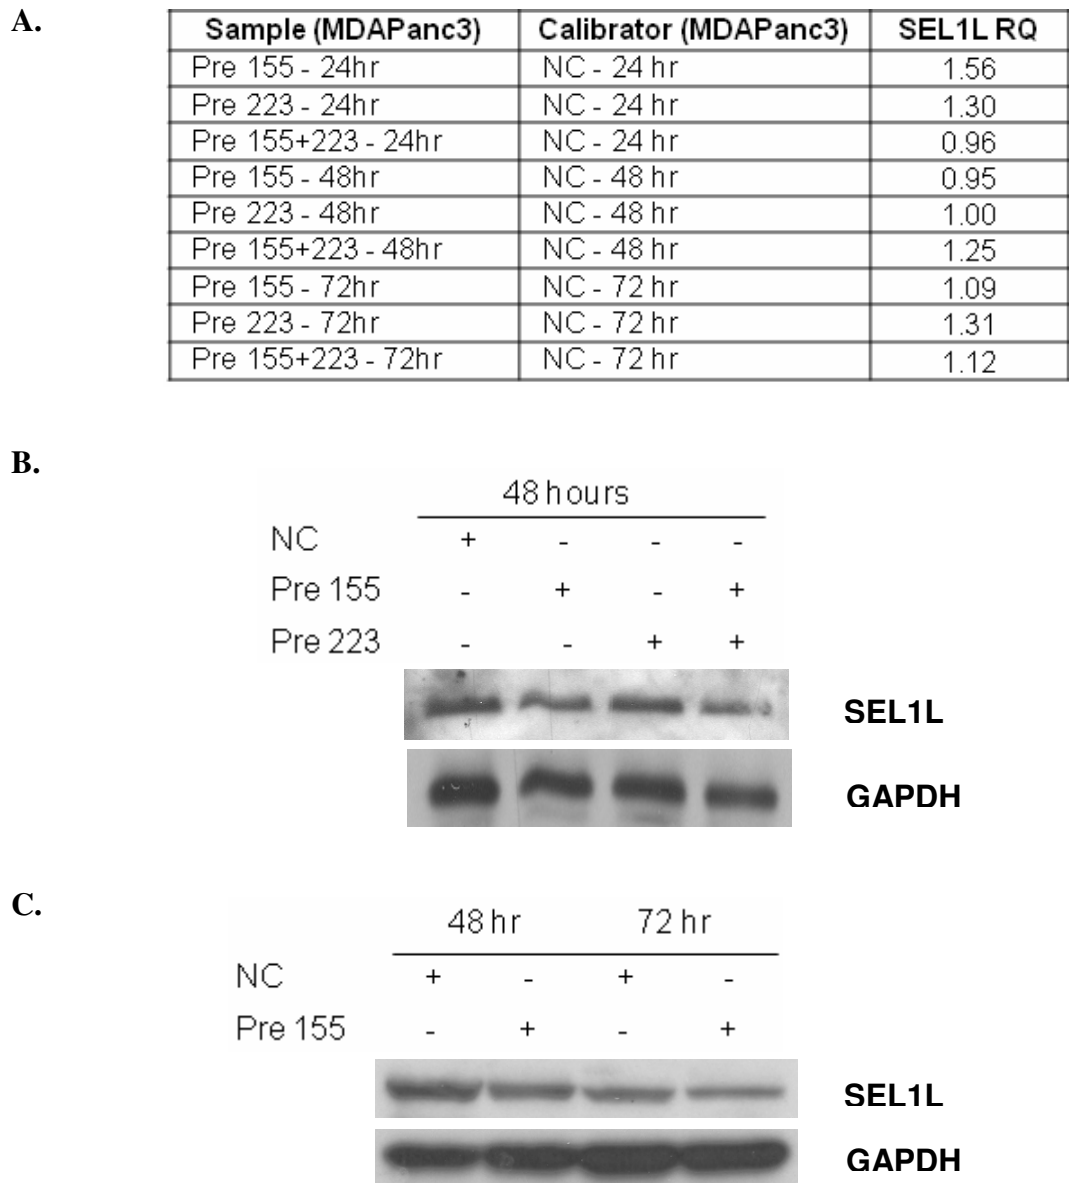 A.
Sample (MDAPanc3) Calibrator (MDAPanc3) SEL1L RQ
Pre 155 - 24hr NC - 24 hr 1.56
Pre 223 - 24hr NC - 24 hr 1.30
Pre 155+223 - 24hr NC - 24 hr 0.96
Pre 155 - 48hr NC - 48 hr 0.95
Pre 223 - 48hr NC - 48 hr 1.00
Pre 155+223 - 48hr NC - 48 hr 1.25
Pre 155 - 72hr NC - 72 hr 1.09
Pre 223 - 72hr NC - 72 hr 1.31
Pre 155+223 - 72hr NC - 72 hr 1.12
B.
48 hours
NC + - - -
Pre 155 - + - +
Pre 223 - - + +
SEL1L
GAPDH
C.
48 hr 72 hr
NC + - + -
Pre 155 - + - +
SEL1L
GAPDH